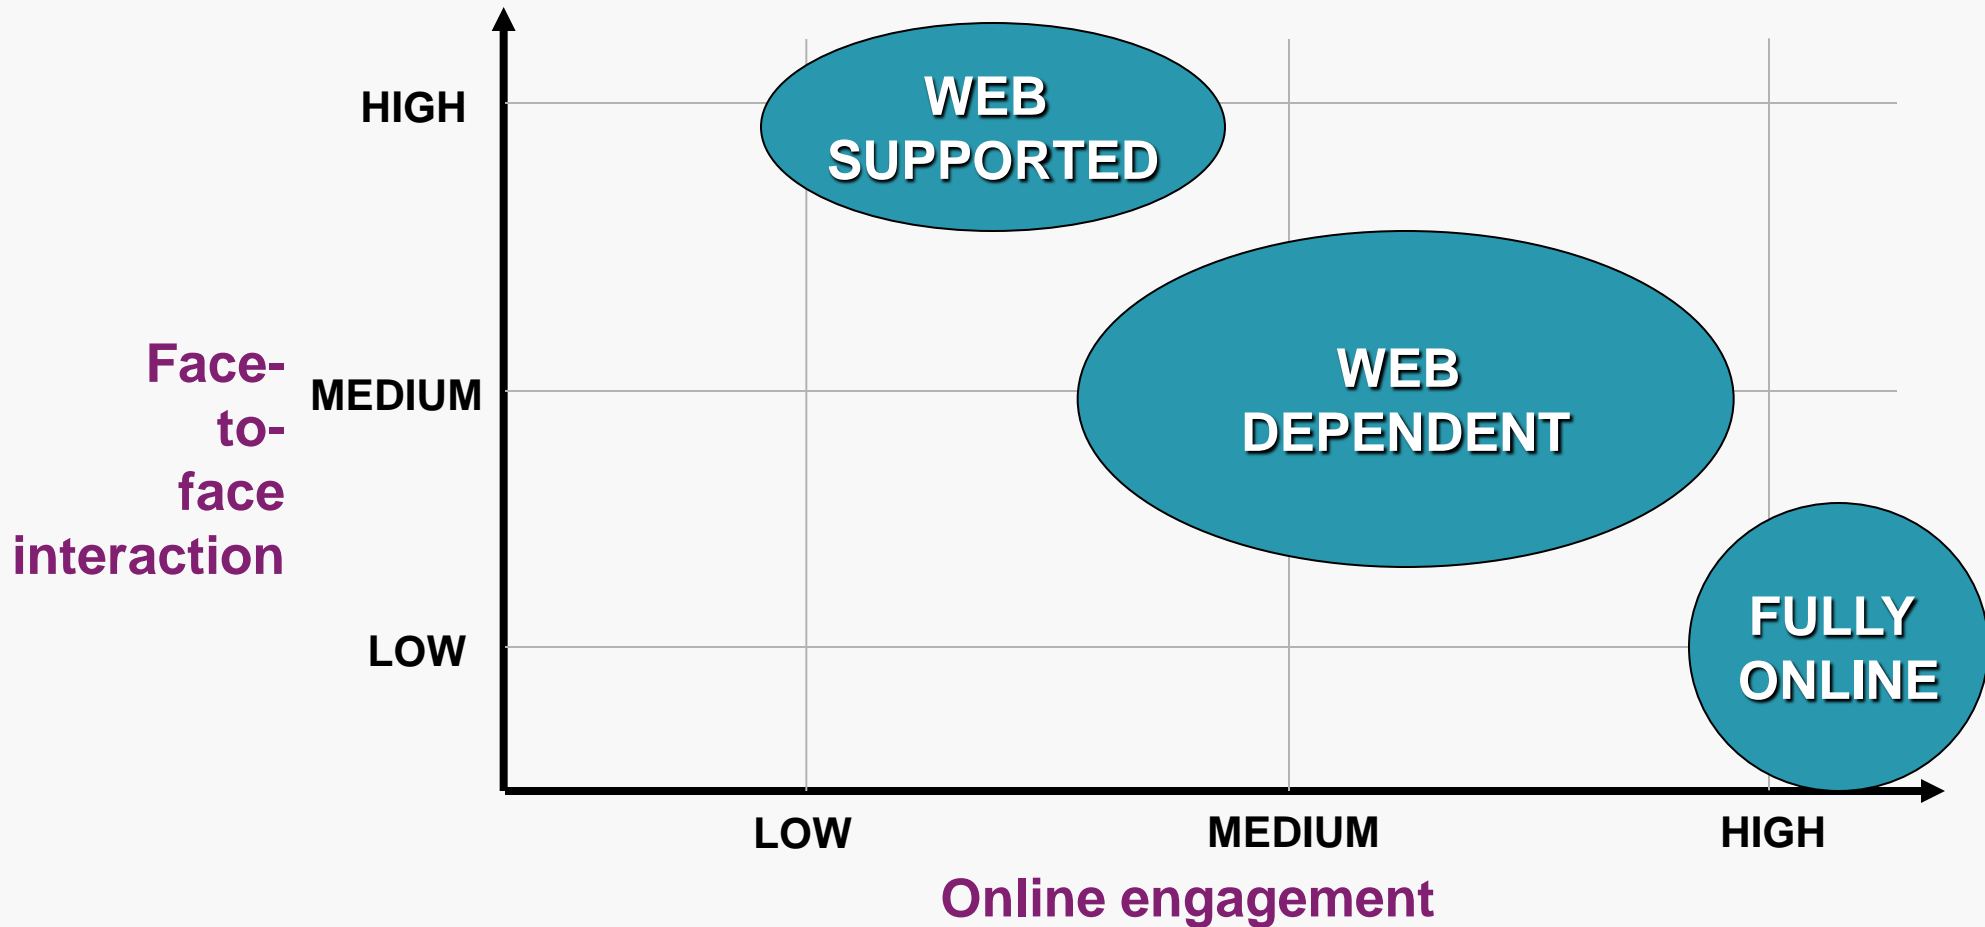 WEB
SUPPORTED
HIGH
Face-
to-
face
interaction
MEDIUM
WEB
DEPENDENT
LOW
FULLY
ONLINE
LOW
MEDIUM
HIGH
Online engagement